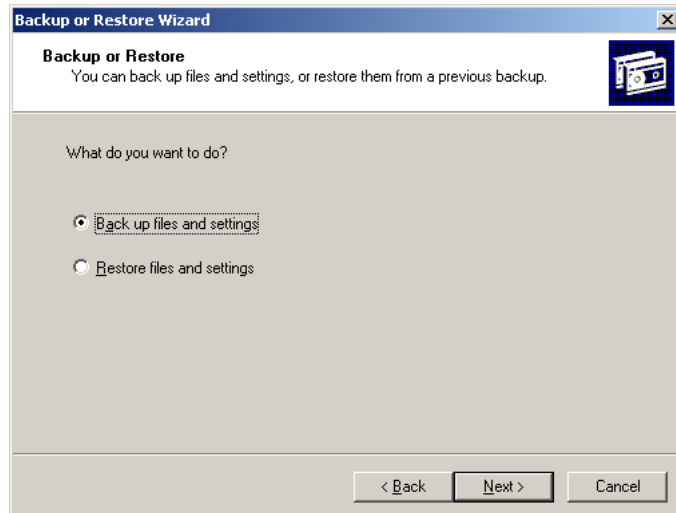 Backup or Restore Wizard
Backup or Restore
You can back up files and settings, or restore them from a previous backup.
What do you want to do?
Back up files and settings
Restore files and settings
< Back
Next >
Cancel